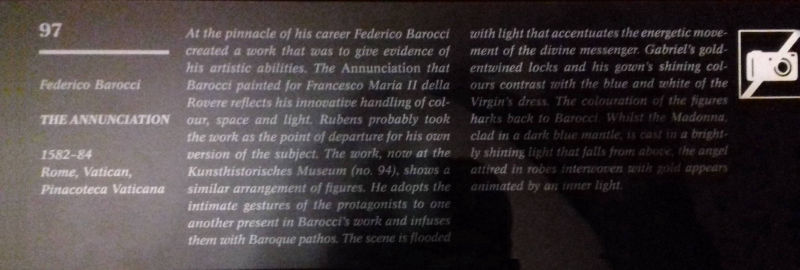 97
Federico Barocci
THE ANNUNCIATION
1582–84
Rome, Vatican,
Pinacoteca Vaticana
At the pinnacle of his career Federico Barocci
created a work that was to give evidence of
his artistic abilities. The Annunciation that
Barocci painted for Francesco Maria II della
Rovere reflects his innovative handling of col-
our, space and light. Rubens probably took
the work as the point of departure for his own
version of the subject. The work, now at the
Kunsthistorisches Museum (no. 94), shows a
similar arrangement of figures. He adopts the
intimate gestures of the protagonists to one
another present in Barocci's work and infuses
them with Baroque pathos. The scene is flooded
with light that accentuates the energetic move-
ment of the divine messenger. Gabriel's gold-
entwined locks and his gown's shining col-
ours contrast with the blue and white of the
Virgin's dress. The colouration of the figures
harks back to Barocci. Whilst the Madonna,
clad in a dark blue mantle, is cast in a bright-
ly shining light that falls from above, the angel
attired in robes interwoven with gold appears
animated by an inner light.